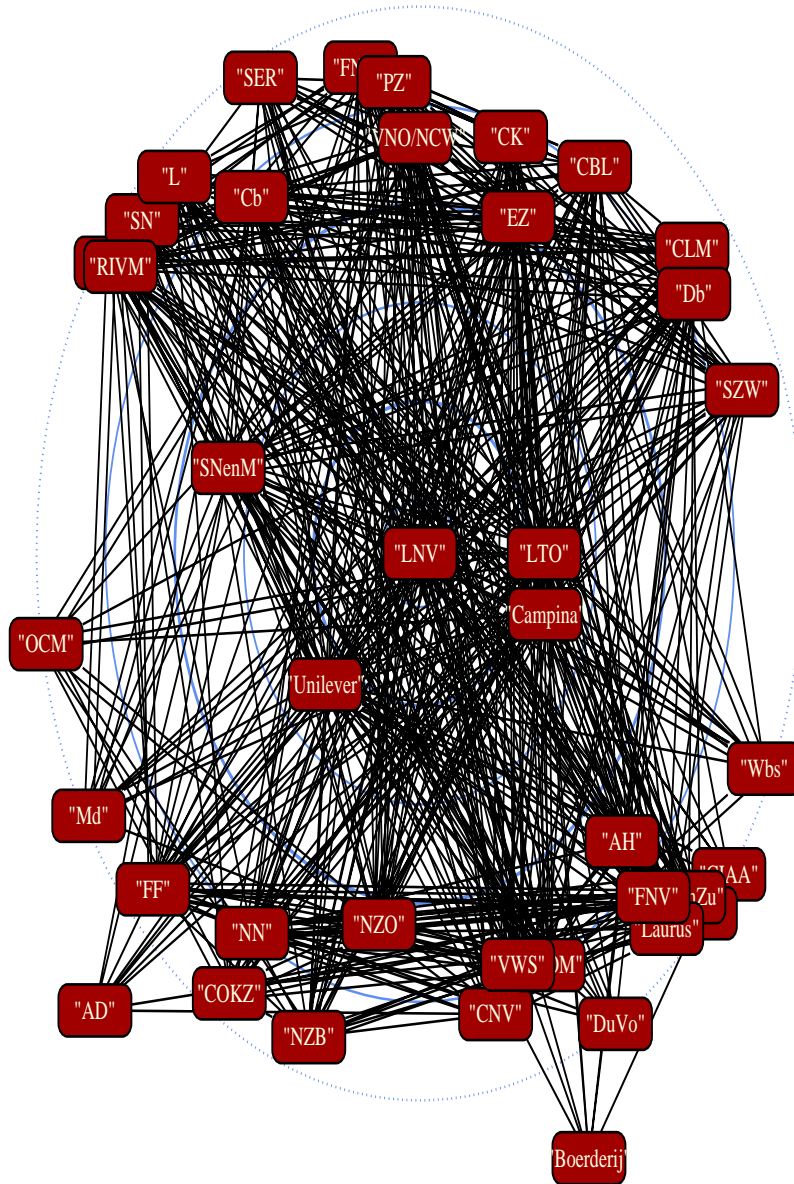 "SER"
"PZ"
"VNO/NCW"
"CK"
"CBL"
"L"
"Cb"
"SN"
"EZ"
"RIVM"
"CLM"
"Db"
"SZW"
"SNenM"
"LNV"
"LTO"
"Campina"
"OCM"
"Unilever"
"Wbs"
"Md"
"AH"
"FF"
"FNV"
"NN"
"NZO"
"Laurus"
"VWS"
"COKZ"
"AD"
"CNV"
"DuVo"
"NZB"
"Boerderij"